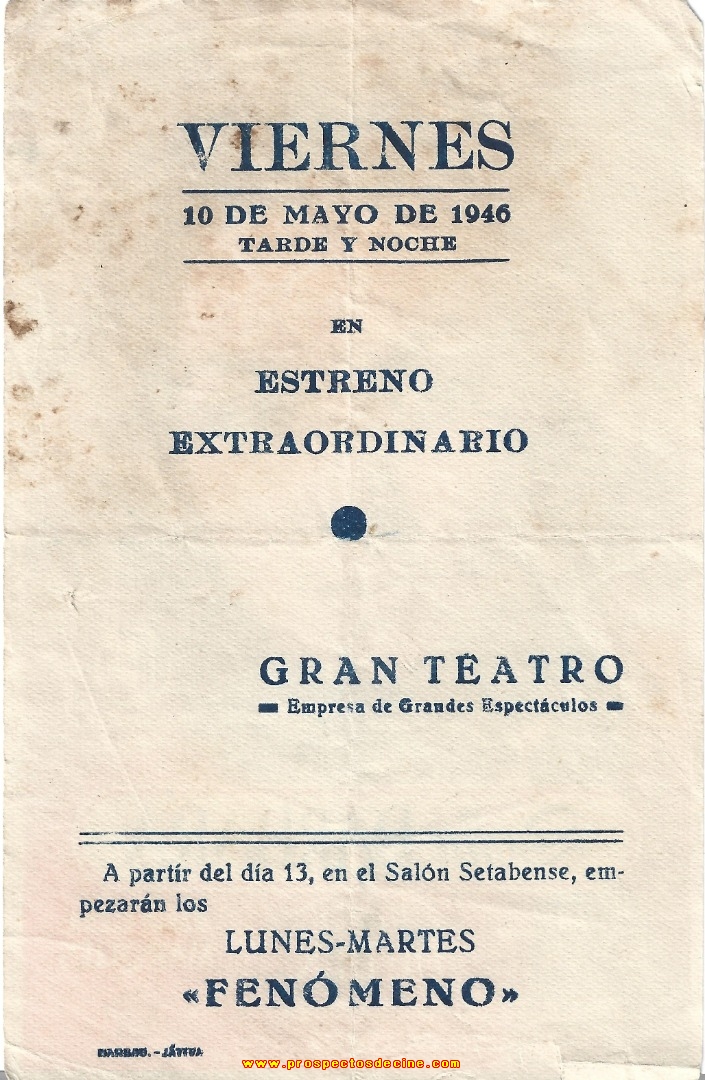 VIERNES
10 DE MAYO DE 1946
TARDE Y NOCHE
EN
ESTRENO
EXTRAORDINARIO
GRAN TEATRO
Empresa de Grandes Espectáculos
A partir del día 13, en el Salón Setabense, em-
pezarán los
LUNES-MARTES
«FENÓMENO»
- JÁTIVA
www.prospectosdecine.com